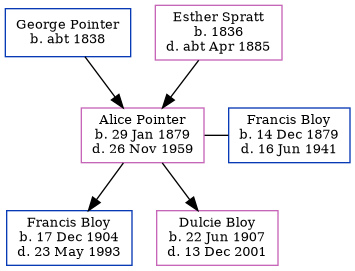 George Pointer
b. abt 1838
Esther Spratt
b. 1836
d. abt Apr 1885
Alice Pointer
b. 29 Jan 1879
d. 26 Nov 1959
Francis Bloy
b. 14 Dec 1879
d. 16 Jun 1941
Francis Bloy
b. 17 Dec 1904
d. 23 May 1993
Dulcie Bloy
b. 22 Jun 1907
d. 13 Dec 2001